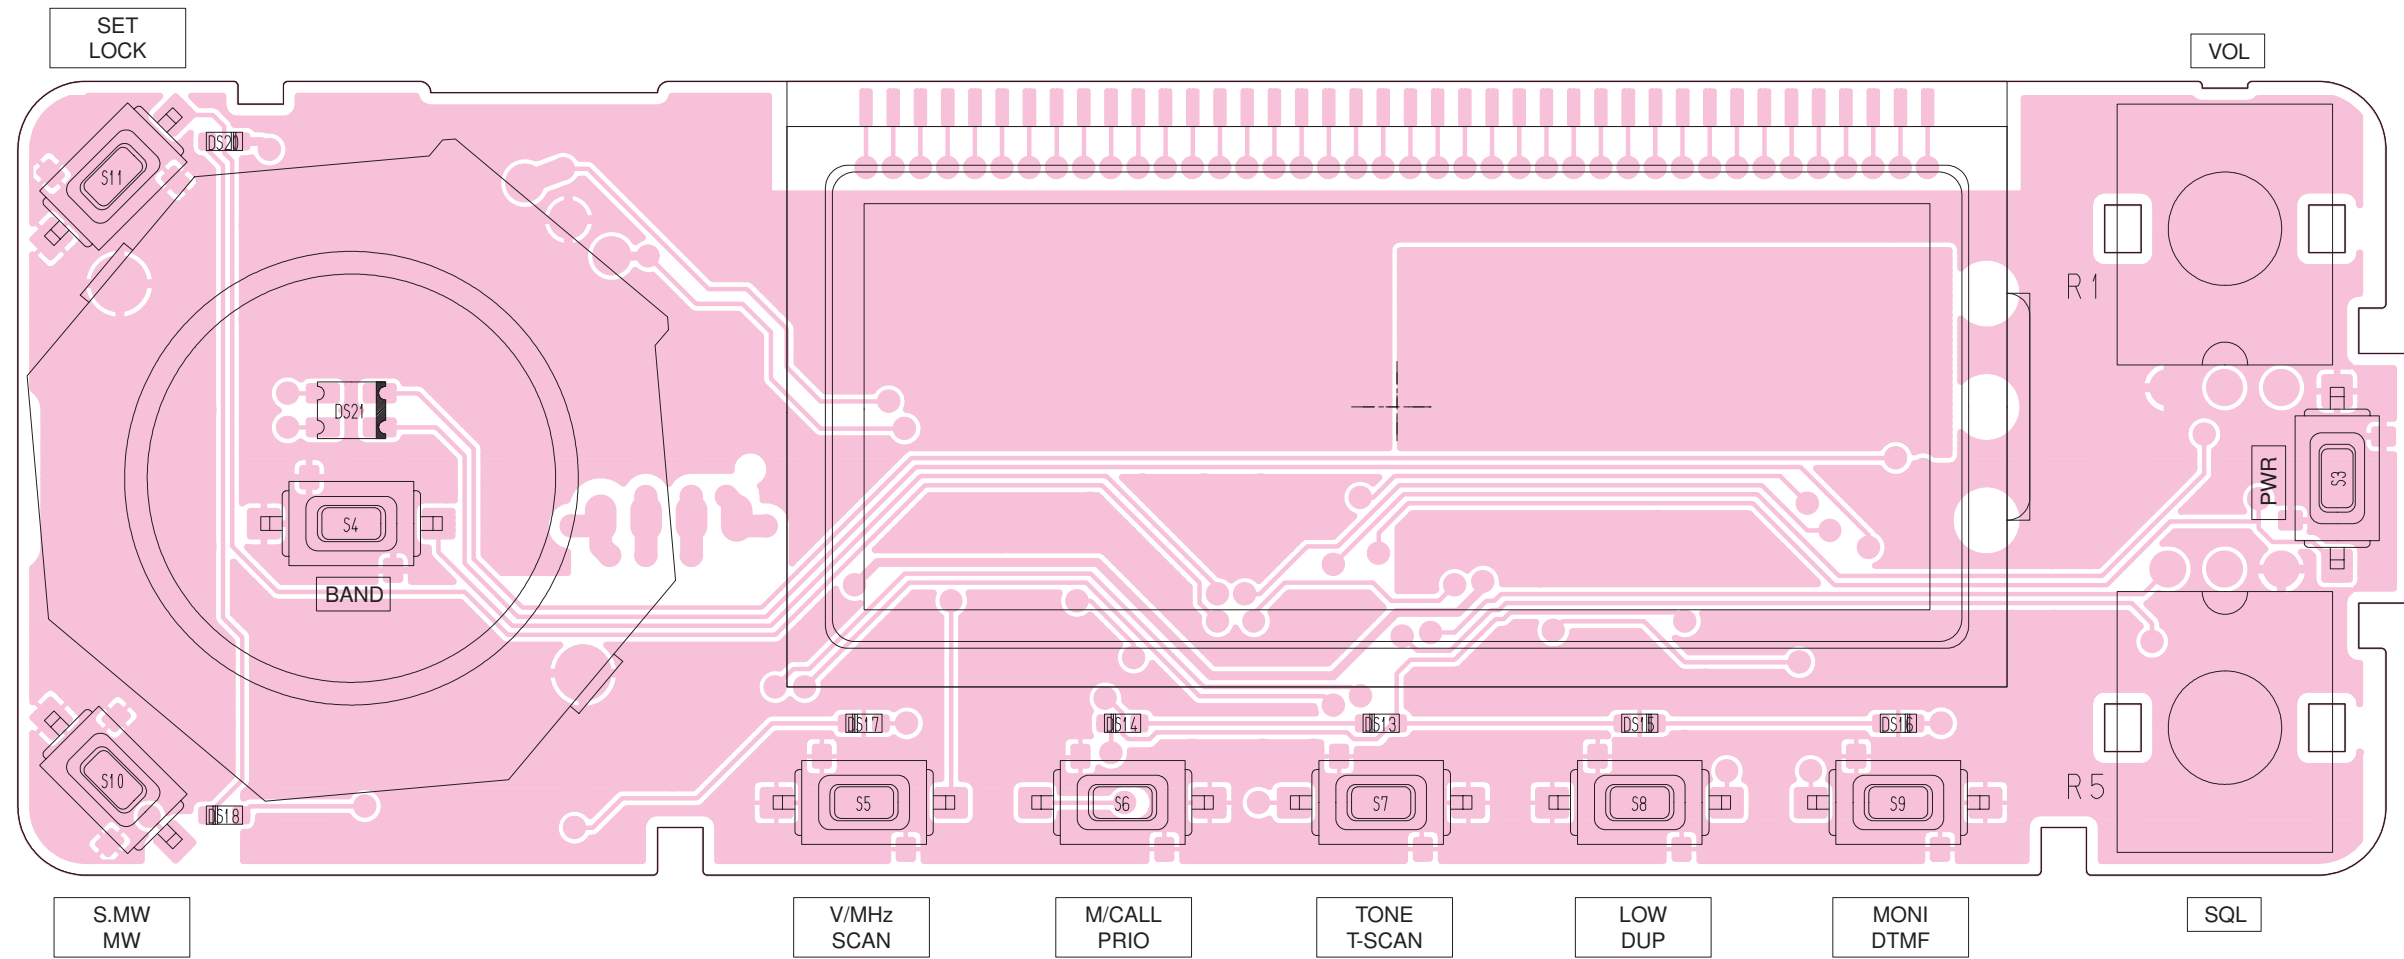 SET
LOCK
VOL
DS20
S11
R1
DS21
PWR
S3
S4
BAND
DS17
DS14
DS13
DS15
DS16
S10
DS18
S5
S6
S7
S8
S9
R5
S.MW
MW
V/MHz
SCAN
M/CALL
PRIO
TONE
T-SCAN
LOW
DUP
MONI
DTMF
SQL